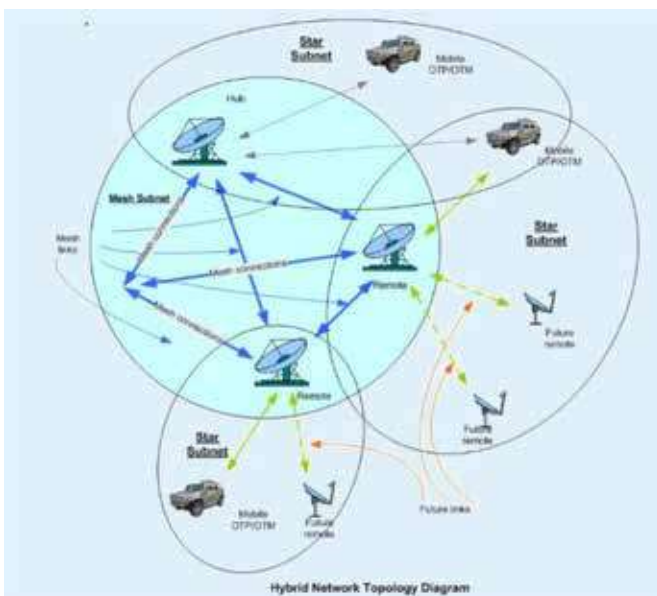 Star
Subnet
Mobile
OTP/OTM
Hub
Mobile
OTP/OTM
Mesh Subnet
Mesh
links
Mesh connections
Star
Subnet
Mesh connections
Remote
Mesh connections
Future
remote
Remote
Star
Subnet
Future
remote
Mobile
OTP/OTM
Future
remote
Future links
Hybrid Network Topology Diagram